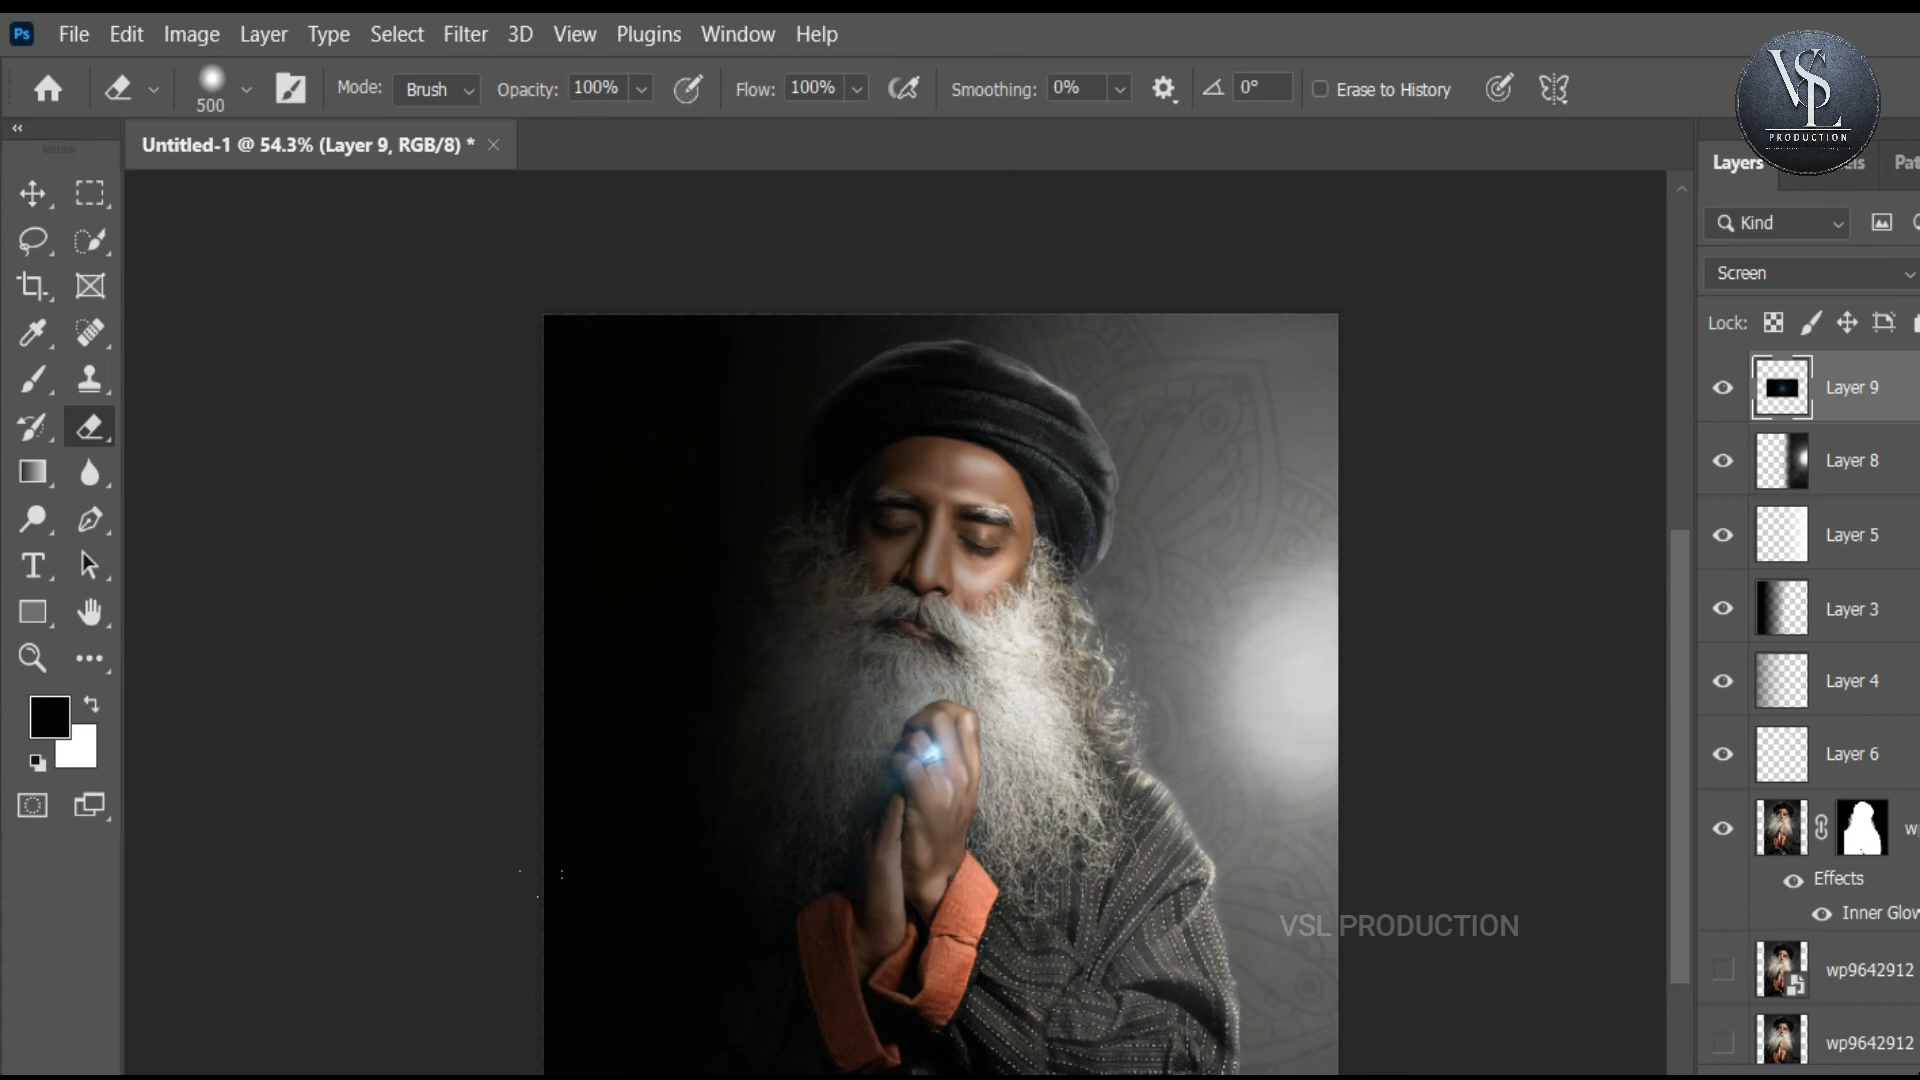 Ps File Edit Image Layer Type Select Filter 3D View Plugins Window Help
500 Mode: Brush Opacity: 100% Flow: 100% Smoothing: 0% 0° Erase to History
VSL
PRODUCTION
Untitled-1 @ 54.3% (Layer 9, RGB/8) *
Layers
Kind
Screen
Lock:
Layer 9
Layer 8
Layer 5
Layer 3
Layer 4
Layer 6
Effects
Inner Glow
VSL PRODUCTION
wp9642912
wp9642912